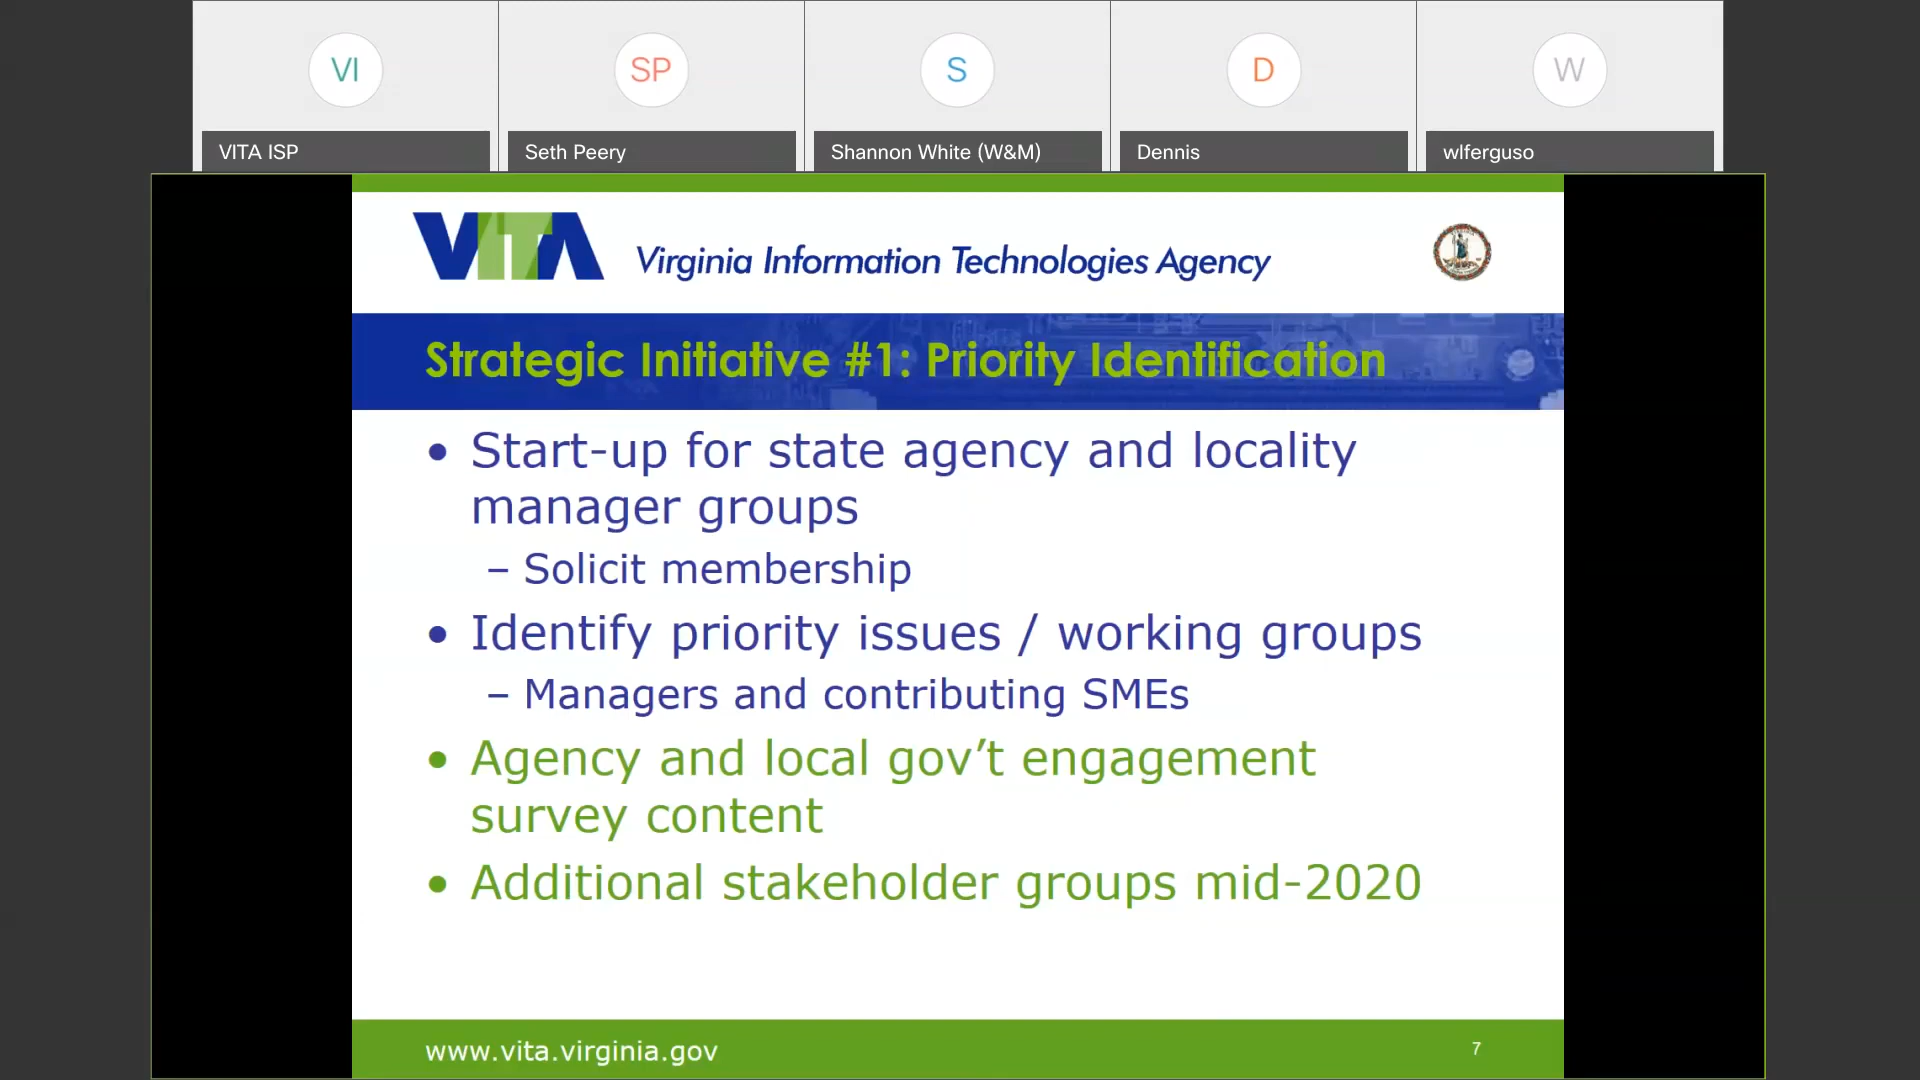 VI
SP
S
D
W
VITA ISP
Seth Peery
Shannon White (W&M)
Dennis
wlferguso
VITA
Virginia Information Technologies Agency
Strategic Initiative #1: Priority Identification
• Start-up for state agency and locality
manager groups
– Solicit membership
• Identify priority issues / working groups
– Managers and contributing SMEs
• Agency and local gov’t engagement
survey content
• Additional stakeholder groups mid-2020
www.vita.virginia.gov
7